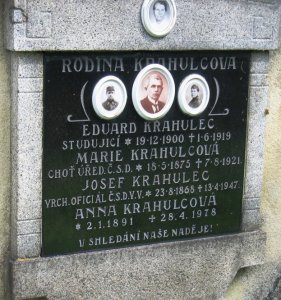 RODINA KRAHULCOVA
EDUARD KRAHULEC
STUDUJÍCÍ * 19·12·1900 ✝ 1·6·1919
MARIE KRAHULCOVÁ
CHOŤ ÚŘED. Č.S.D. * 18·5·1875 ✝ 7·8·1921.
JOSEF KRAHULEC
VRCH. OFICIÁL Č.S.D.V.V. * 23·8·1868 ✝ 13·4·1947.
ANNA KRAHULCOVÁ
* 2.1.1891 ✝ 28.4.1978
V SHLEDÁNÍ NAŠE NADĚJE!